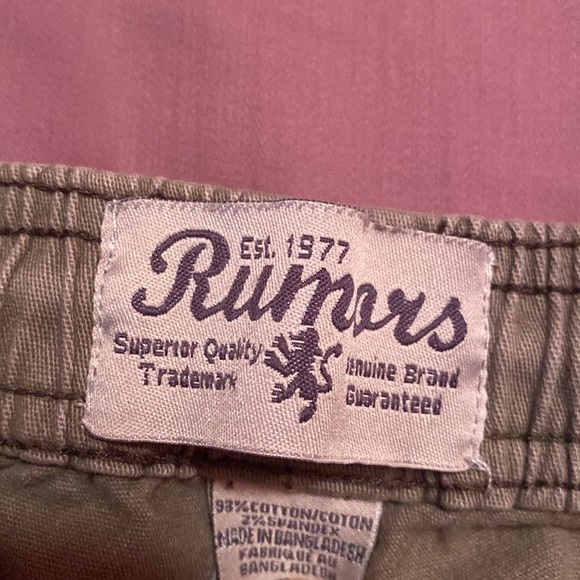 Est. 1977
Rumors
Superior Quality
Trademark
Genuine Brand
Guaranteed
98% COTTON/COTON
2% SPANDEX
MADE IN BANGLADESH
FABRIQUE AU
BANGLADESH